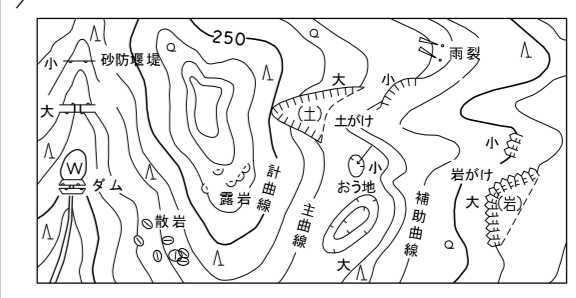 250
小
砂防堰堤
大
W
ダム
散岩
露岩
計曲線
主曲線
大
(土)
土がけ
小
雨裂
小
おう地
大
補助曲線
小
岩がけ
大
(岩)